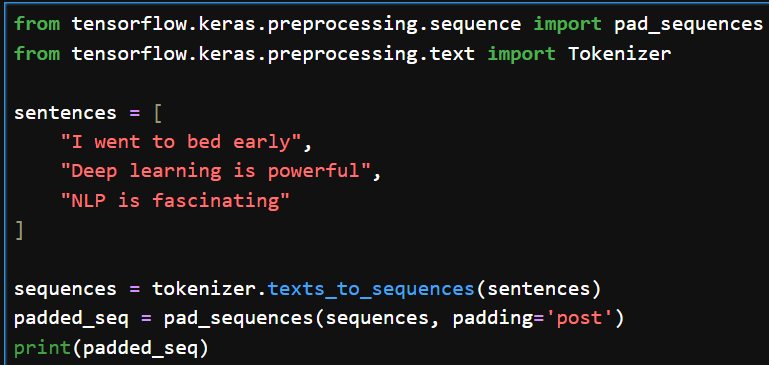 from tensorflow.keras.preprocessing.sequence import pad_sequences
from tensorflow.keras.preprocessing.text import Tokenizer

sentences = [
    "I went to bed early",
    "Deep learning is powerful",
    "NLP is fascinating"
]

sequences = tokenizer.texts_to_sequences(sentences)
padded_seq = pad_sequences(sequences, padding='post')
print(padded_seq)